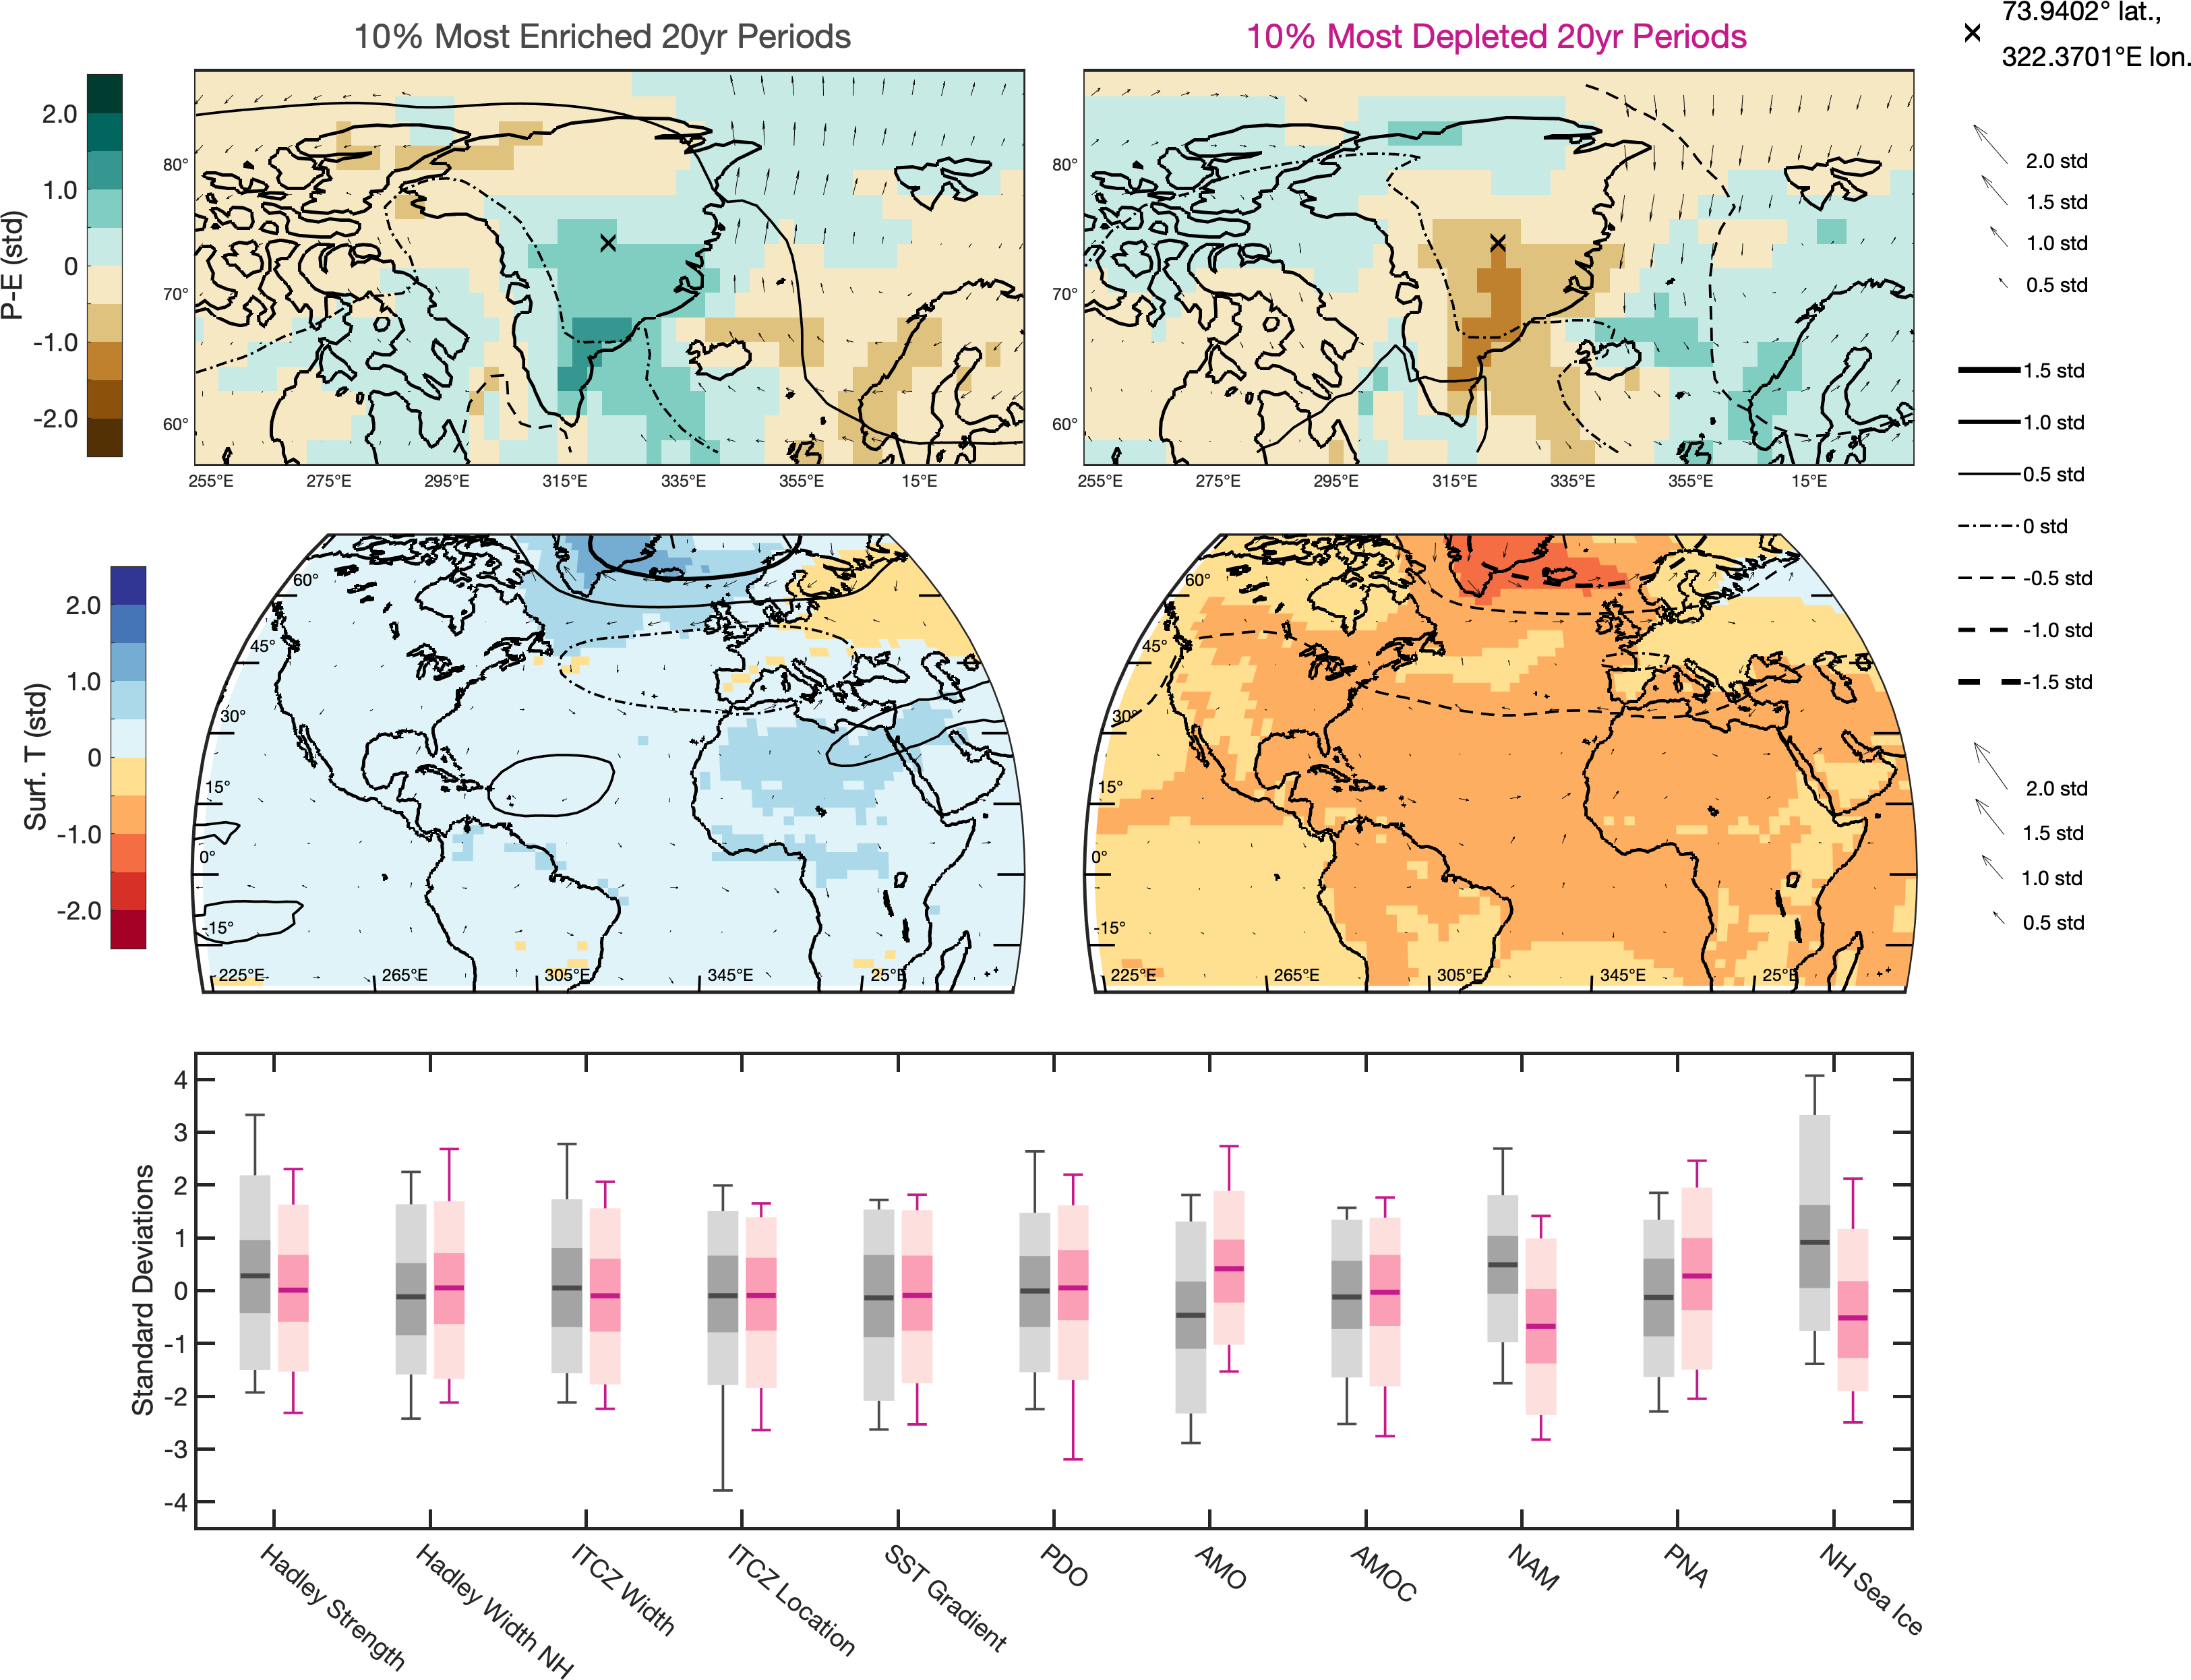 10% Most Enriched 20yr Periods
10% Most Depleted 20yr Periods
73.9402° lat.,
322.3701°E lon.
P-E (std)
2.0
1.0
0
-1.0
-2.0
80°
70°
60°
255°E 275°E 295°E 315°E 335°E 355°E 15°E
80°
70°
60°
255°E 275°E 295°E 315°E 335°E 355°E 15°E
2.0 std
1.5 std
1.0 std
0.5 std
1.5 std
1.0 std
0.5 std
0 std
-0.5 std
-1.0 std
-1.5 std
Surf. T (std)
2.0
1.0
0
-1.0
-2.0
60°
45°
30°
15°
0°
-15°
225°E 265°E 305°E 345°E 25°E
60°
45°
30°
15°
0°
-15°
225°E 265°E 305°E 345°E 25°E
2.0 std
1.5 std
1.0 std
0.5 std
Standard Deviations
4
3
2
1
0
-1
-2
-3
-4
Hadley Strength
Hadley Width NH
ITCZ Width
ITCZ Location
SST Gradient
PDO
AMO
AMOC
NAM
PNA
NH Sea Ice